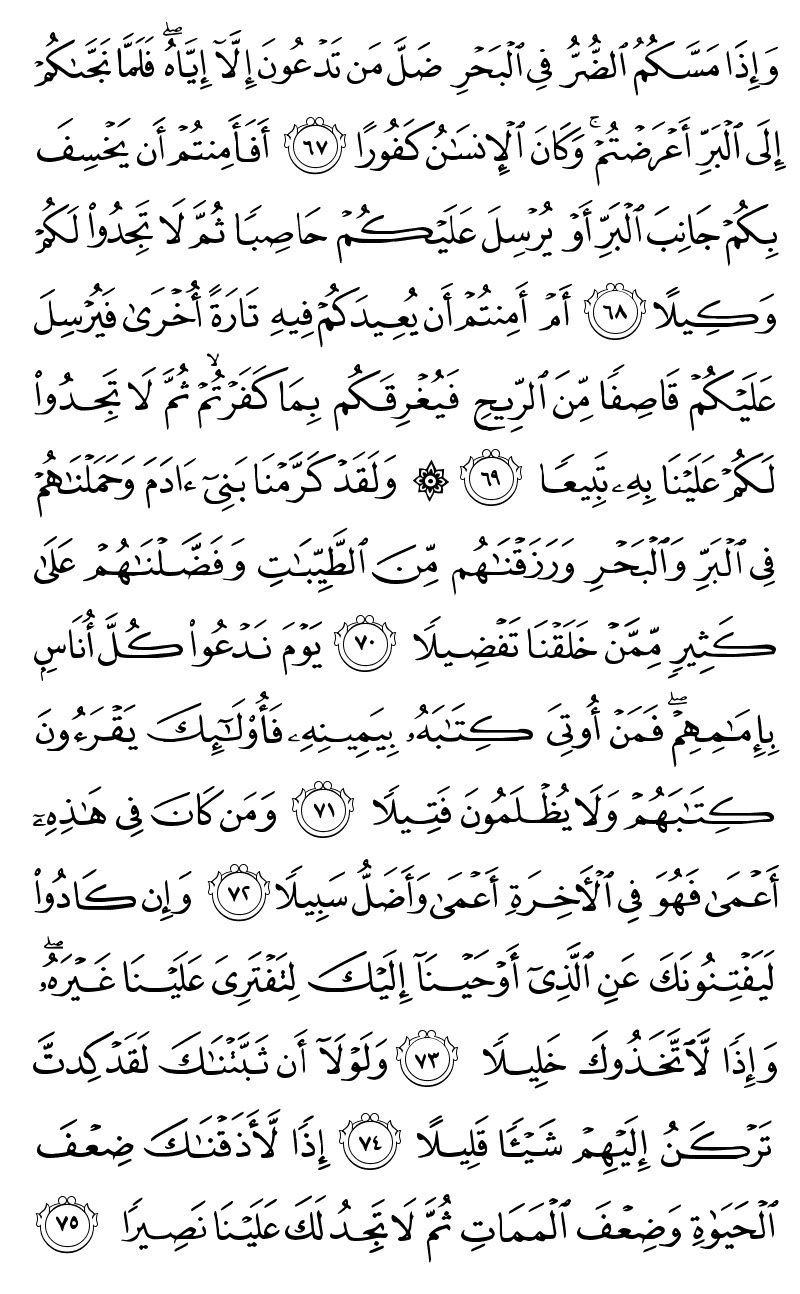 وَإِذَا مَسَّكُمُ ٱلضُّرُّ فِي ٱلۡبَحۡرِ ضَلَّ مَن تَدۡعُونَ إِلَّآ إِيَّاهُۖ فَلَمَّا نَجَّىٰكُمۡ
إِلَى ٱلۡبَرِّ أَعۡرَضۡتُمۡۚ وَكَانَ ٱلۡإِنسَٰنُ كَفُورًا ٦٧ أَفَأَمِنتُمۡ أَن يَخۡسِفَ
بِكُمۡ جَانِبَ ٱلۡبَرِّ أَوۡ يُرۡسِلَ عَلَيۡكُمۡ حَاصِبٗا ثُمَّ لَا تَجِدُواْ لَكُمۡ
وَكِيلًا ٦٨ أَمۡ أَمِنتُمۡ أَن يُعِيدَكُمۡ فِيهِ تَارَةً أُخۡرَىٰ فَيُرۡسِلَ
عَلَيۡكُمۡ قَاصِفٗا مِّنَ ٱلرِّيحِ فَيُغۡرِقَكُم بِمَا كَفَرۡتُمۡۙ ثُمَّ لَا تَجِدُواْ
لَكُمۡ عَلَيۡنَا بِهِۦ تَبِيعٗا ٦٩ ۞ وَلَقَدۡ كَرَّمۡنَا بَنِيٓ ءَادَمَ وَحَمَلۡنَٰهُمۡ
فِي ٱلۡبَرِّ وَٱلۡبَحۡرِ وَرَزَقۡنَٰهُم مِّنَ ٱلطَّيِّبَٰتِ وَفَضَّلۡنَٰهُمۡ عَلَىٰ
كَثِيرٖ مِّمَّنۡ خَلَقۡنَا تَفۡضِيلٗا ٧٠ يَوۡمَ نَدۡعُواْ كُلَّ أُنَاسِۭ
بِإِمَٰمِهِمۡۖ فَمَنۡ أُوتِيَ كِتَٰبَهُۥ بِيَمِينِهِۦ فَأُوْلَٰٓئِكَ يَقۡرَءُونَ
كِتَٰبَهُمۡ وَلَا يُظۡلَمُونَ فَتِيلٗا ٧١ وَمَن كَانَ فِي هَٰذِهِۦٓ
أَعۡمَىٰ فَهُوَ فِي ٱلۡأٓخِرَةِ أَعۡمَىٰ وَأَضَلُّ سَبِيلٗا ٧٢ وَإِن كَادُواْ
لَيَفۡتِنُونَكَ عَنِ ٱلَّذِيٓ أَوۡحَيۡنَآ إِلَيۡكَ لِتَفۡتَرِيَ عَلَيۡنَا غَيۡرَهُۥۖ
وَإِذٗا لَّٱتَّخَذُوكَ خَلِيلٗا ٧٣ وَلَوۡلَآ أَن ثَبَّتۡنَٰكَ لَقَدۡ كِدتَّ
تَرۡكَنُ إِلَيۡهِمۡ شَيۡـٔٗا قَلِيلًا ٧٤ إِذٗا لَّأَذَقۡنَٰكَ ضِعۡفَ
ٱلۡحَيَوٰةِ وَضِعۡفَ ٱلۡمَمَاتِ ثُمَّ لَا تَجِدُ لَكَ عَلَيۡنَا نَصِيرٗا ٧٥